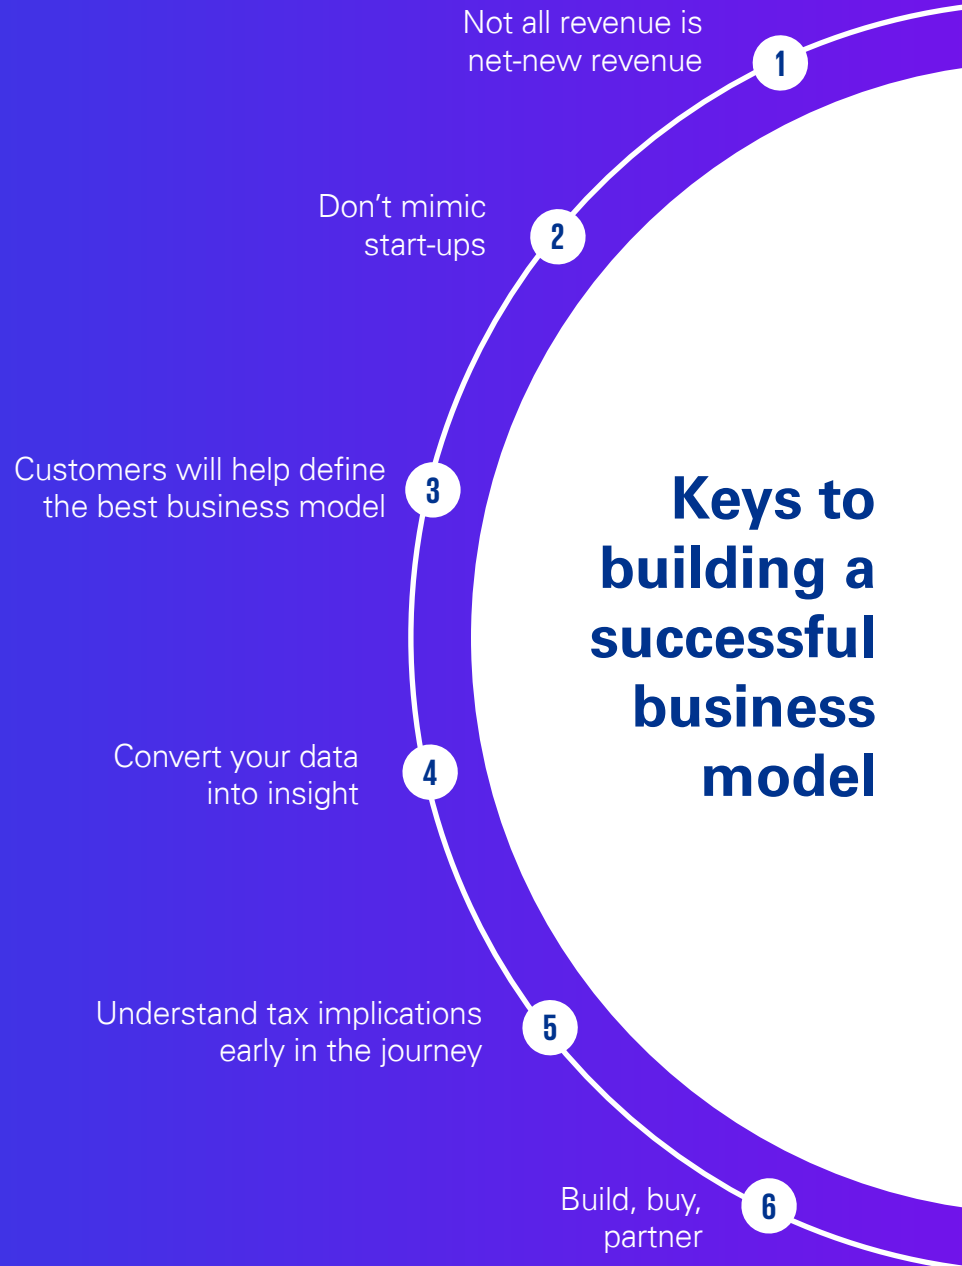 Not all revenue is
net-new revenue
1
Don’t mimic
start-ups
2
Customers will help define
the best business model
3
Keys to
building a
successful
business
model
Convert your data
into insight
4
Understand tax implications
early in the journey
5
Build, buy,
partner
6